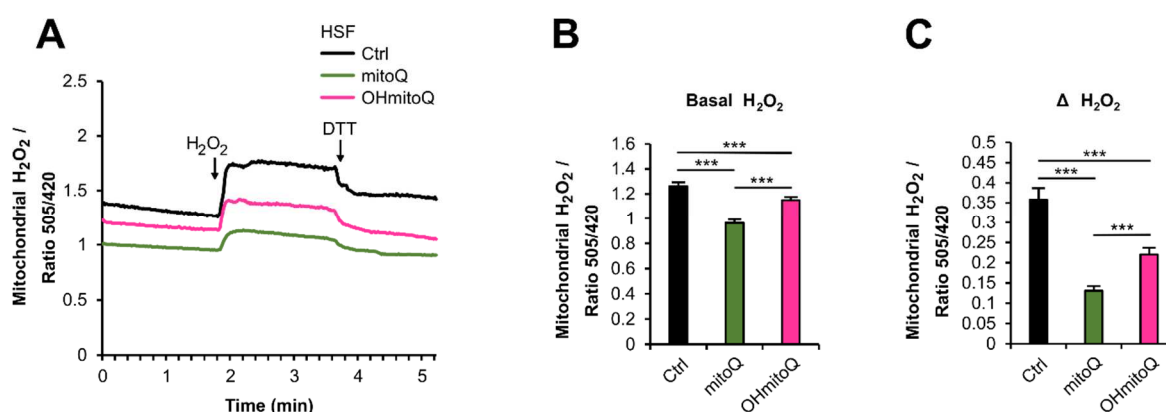 A
HSF
Ctrl
mitoQ
OHmitoQ
Mitochondrial H₂O₂ /
Ratio 505/420
2.5
2
1.5
1
0.5
0
H₂O₂
DTT
0 1 2 3 4 5
Time (min)
B
Basal H₂O₂
Mitochondrial H₂O₂ /
Ratio 505/420
1.6
1.4
1.2
1
0.8
0.6
0.4
0.2
0
***
***
***
Ctrl
mitoQ
OHmitoQ
C
Δ H₂O₂
Mitochondrial H₂O₂ /
Ratio 505/420
0.5
0.45
0.4
0.35
0.3
0.25
0.2
0.15
0.1
0.05
0
***
***
***
Ctrl
mitoQ
OHmitoQ